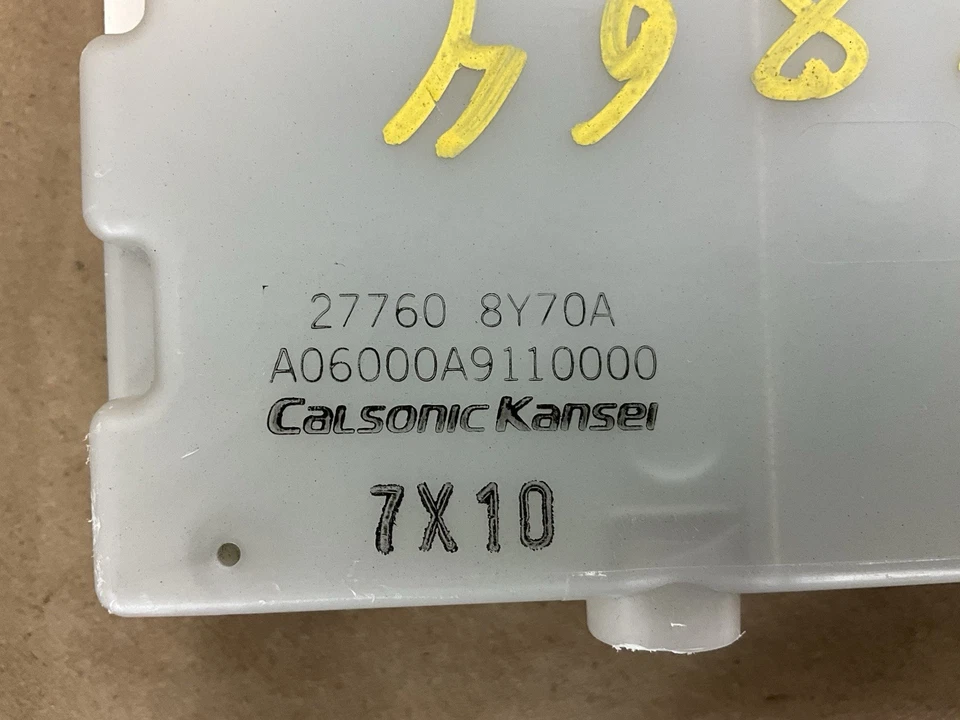 27760 8Y70A
A06000A9110000
Calsonic Kansei
7X10